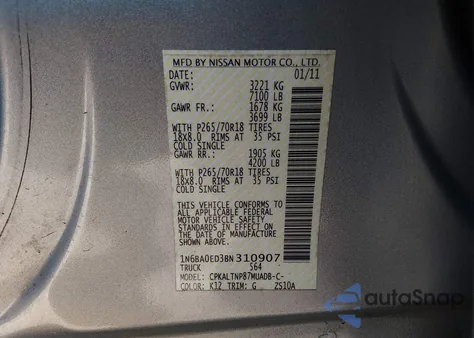 MFD BY NISSAN MOTOR CO., LTD.
DATE: 01/11
GVWR: 3221 KG
7100 LB
GAWR FR.: 1678 KG
3699 LB
WITH P265/70R18 TIRES
18X8.0 RIMS AT 35 PSI
COLD SINGLE
GAWR RR.: 1905 KG
4200 LB
WITH P265/70R18 TIRES
18X8.0 RIMS AT 35 PSI
COLD SINGLE
THIS VEHICLE CONFORMS TO
ALL APPLICABLE FEDERAL
MOTOR VEHICLE SAFETY
STANDARDS IN EFFECT ON
THE DATE OF MANUFACTURE
SHOWN ABOVE.
1N6BA0ED3BN310907
TRUCK 564
MODEL: CPKALTNP87MUADB-C-
COLOR: K12 TRIM: G ZS10A
autoSnap